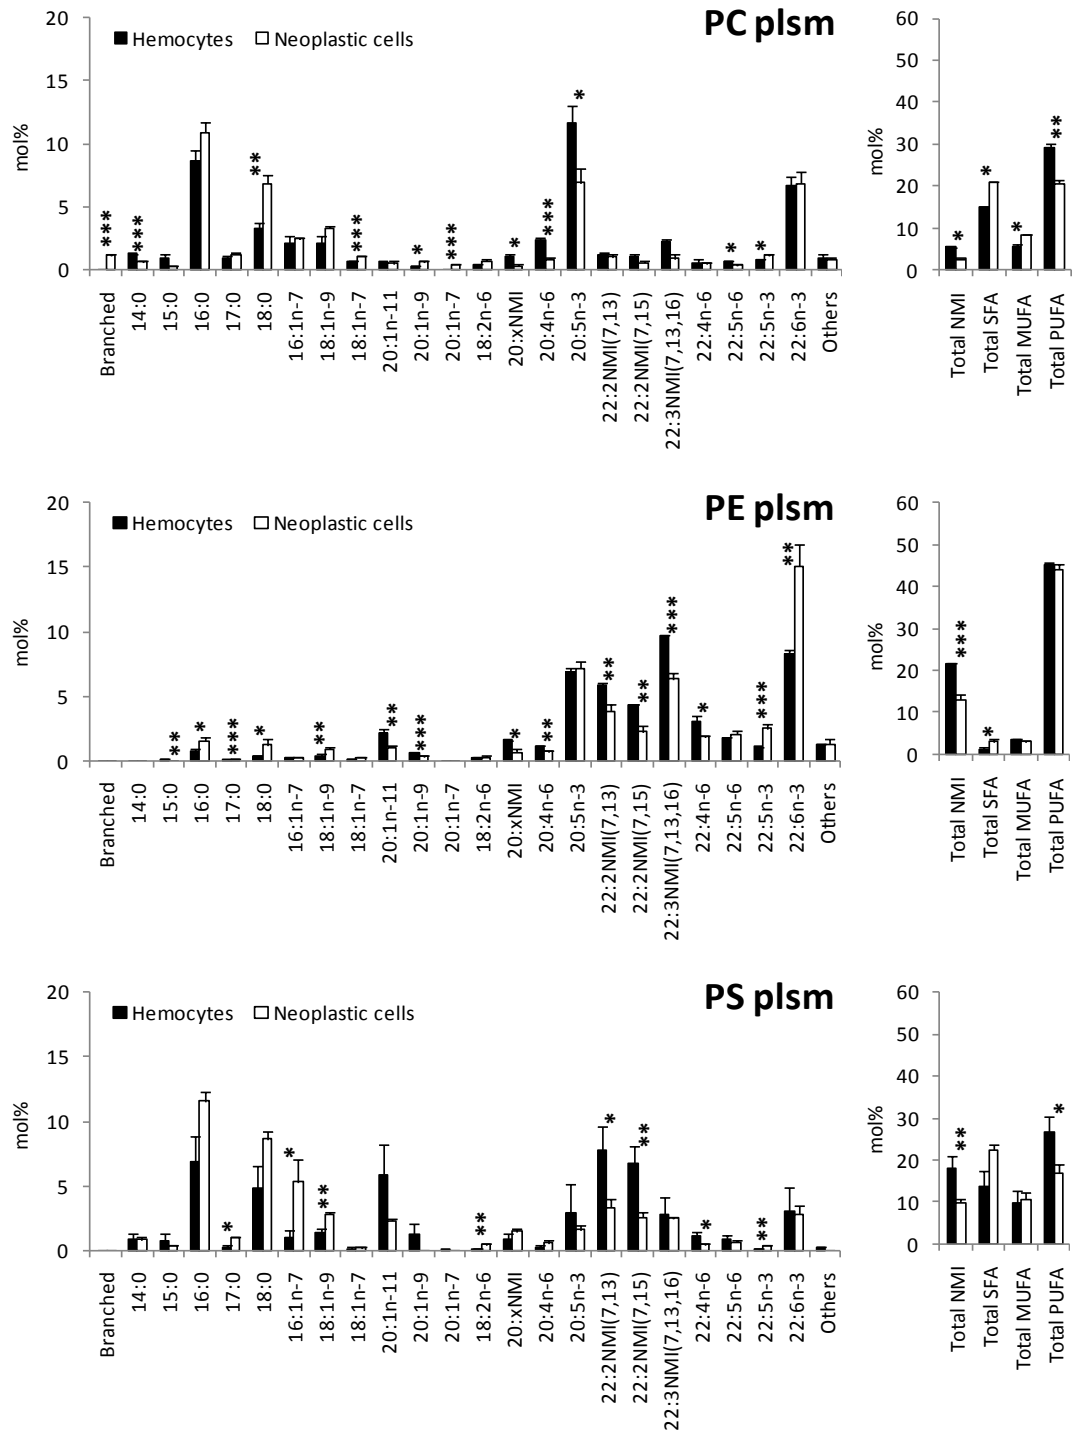 PC plsm
20
15
10
5
0
mol%
Hemocytes
Neoplastic cells
*** *** ** *** * *** * *** * * * 
Branched
14:0
15:0
16:0
17:0
18:0
16:1n-7
18:1n-9
18:1n-7
20:1n-11
20:1n-9
20:1n-7
18:2n-6
20:xNMI
20:4n-6
20:5n-3
22:2NMI(7,13)
22:2NMI(7,15)
22:3NMI(7,13,16)
22:4n-6
22:5n-6
22:5n-3
22:6n-3
Others
60
50
40
30
20
10
0
mol%
* * * **
Total NMI
Total SFA
Total MUFA
Total PUFA
PE plsm
20
15
10
5
0
mol%
Hemocytes
Neoplastic cells
** * *** * ** ** *** * ** ** ** *** * *** **
Branched
14:0
15:0
16:0
17:0
18:0
16:1n-7
18:1n-9
18:1n-7
20:1n-11
20:1n-9
20:1n-7
18:2n-6
20:xNMI
20:4n-6
20:5n-3
22:2NMI(7,13)
22:2NMI(7,15)
22:3NMI(7,13,16)
22:4n-6
22:5n-6
22:5n-3
22:6n-3
Others
60
50
40
30
20
10
0
mol%
*** *
Total NMI
Total SFA
Total MUFA
Total PUFA
PS plsm
20
15
10
5
0
mol%
Hemocytes
Neoplastic cells
* * ** ** * ** * **
Branched
14:0
15:0
16:0
17:0
18:0
16:1n-7
18:1n-9
18:1n-7
20:1n-11
20:1n-9
20:1n-7
18:2n-6
20:xNMI
20:4n-6
20:5n-3
22:2NMI(7,13)
22:2NMI(7,15)
22:3NMI(7,13,16)
22:4n-6
22:5n-6
22:5n-3
22:6n-3
Others
60
50
40
30
20
10
0
mol%
** *
Total NMI
Total SFA
Total MUFA
Total PUFA